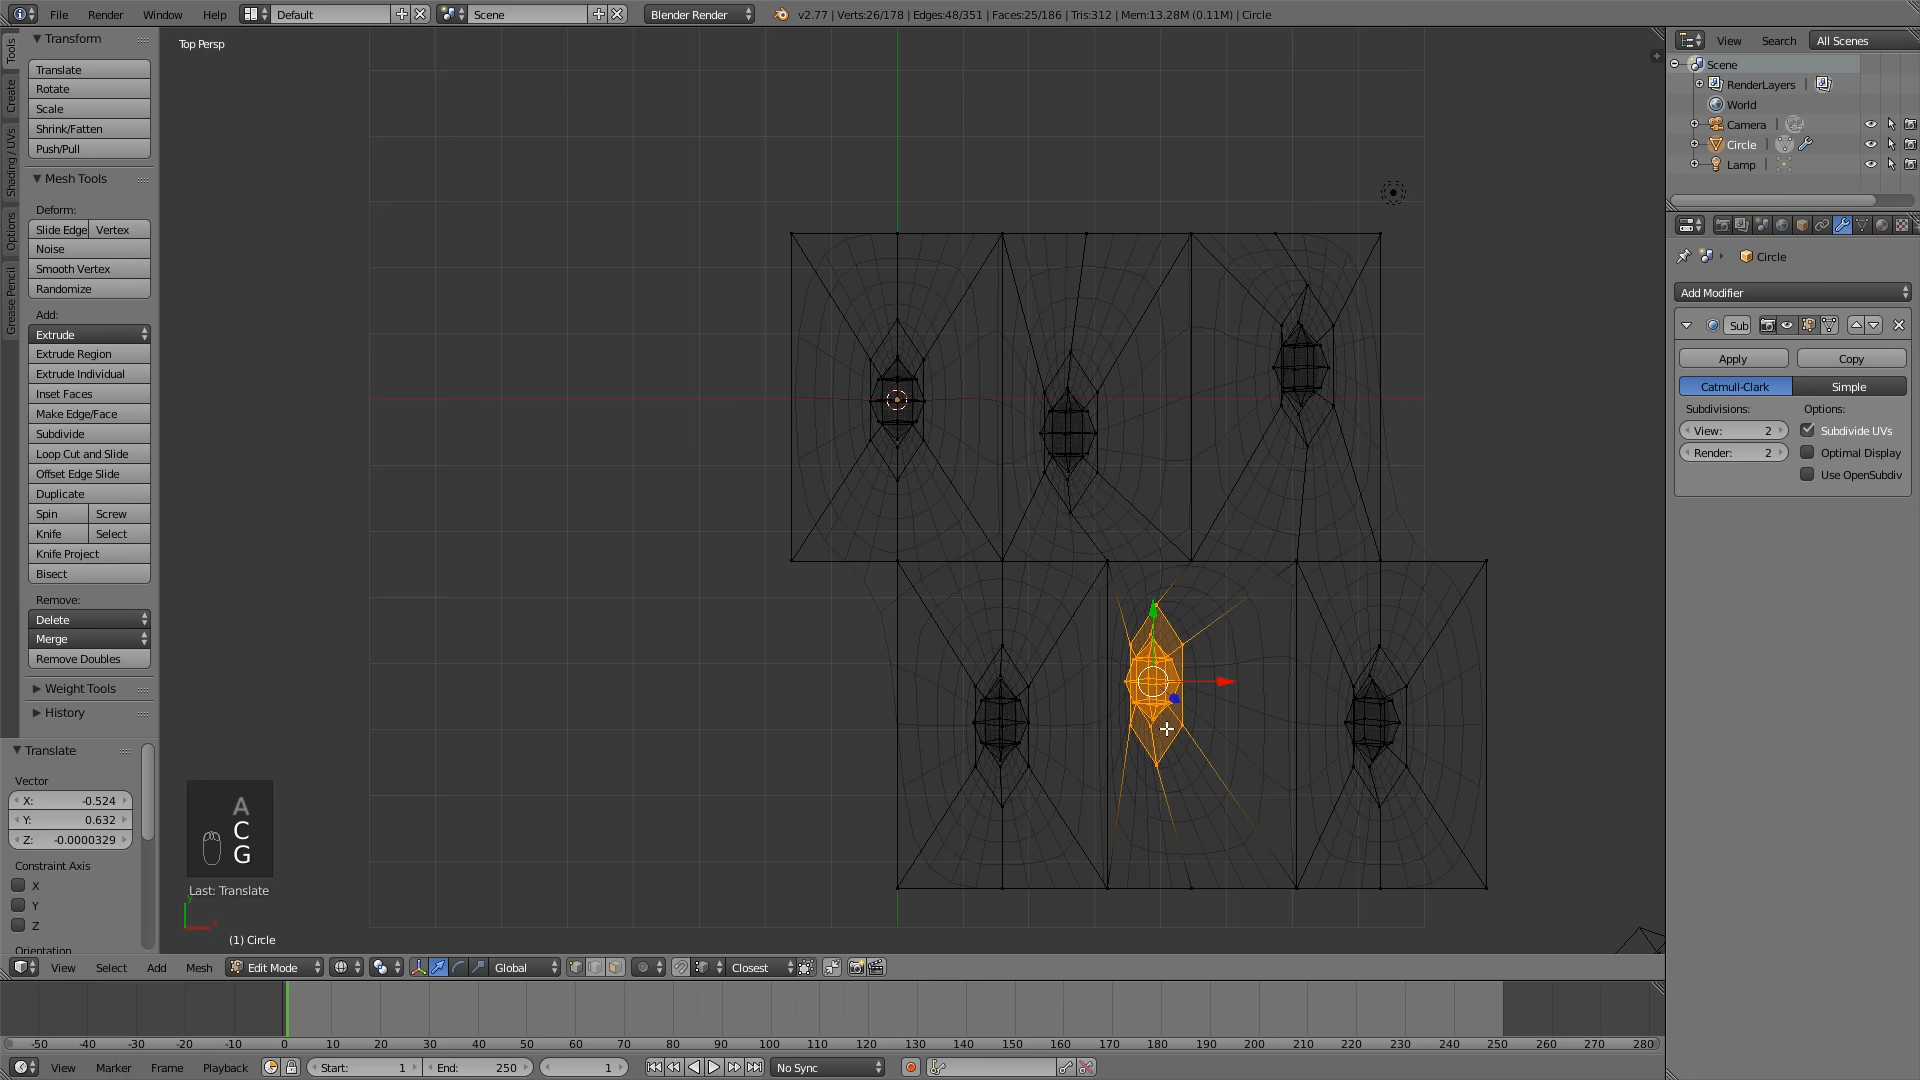 File Render Window Help Default Scene Blender Render v2.77 | Verts:26/178 | Edges:48/351 | Faces:25/186 | Tris:312 | Mem:13.28M (0.11M) | Circle
Tools
Create
Shading / UVs
Options
Grease Pencil
Transform
Translate
Rotate
Scale
Shrink/Fatten
Push/Pull
Mesh Tools
Deform:
Slide Edge Vertex
Noise
Smooth Vertex
Randomize
Add:
Extrude
Extrude Region
Extrude Individual
Inset Faces
Make Edge/Face
Subdivide
Loop Cut and Slide
Offset Edge Slide
Duplicate
Spin Screw
Knife Select
Knife Project
Bisect
Remove:
Delete
Merge
Remove Doubles
Weight Tools
History
Translate
Vector
X: -0.524
Y: 0.632
Z: -0.0000329
Constraint Axis
X
Y
Z
Orientation
Top Persp
A
C
G
Last: Translate
(1) Circle
View Select Add Mesh Edit Mode Global Closest
-50 -40 -30 -20 -10 0 10 20 30 40 50 60 70 80 90 100 110 120 130 140 150 160 170 180 190 200 210 220 230 240 250 260 270 280
View Marker Frame Playback Start: 1 End: 250 1 No Sync
View Search All Scenes
Scene
RenderLayers |
World
Camera |
Circle |
Lamp |
Circle
Add Modifier
Sub
Apply Copy
Catmull-Clark Simple
Subdivisions: Options:
View: 2 Subdivide UVs
Render: 2 Optimal Display
Use OpenSubdiv